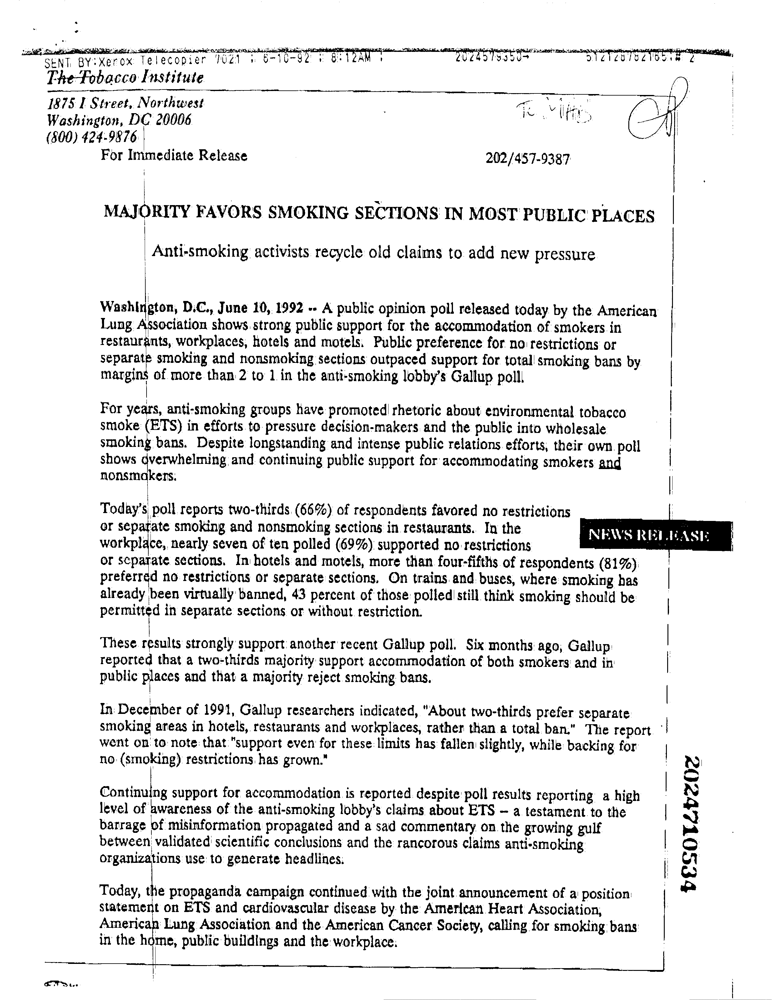 SENT BY:Xerox Telecopier 7021 ; 6-10-92 ; 8:12AM ;
2024579350→
5121267621656;# 2
The Tobacco Institute
1875 I Street, Northwest
Washington, DC 20006
(800) 424-9876
For Immediate Release
202/457-9387
MAJORITY FAVORS SMOKING SECTIONS IN MOST PUBLIC PLACES
Anti-smoking activists recycle old claims to add new pressure
Washington, D.C., June 10, 1992 -- A public opinion poll released today by the American
Lung Association shows strong public support for the accommodation of smokers in
restaurants, workplaces, hotels and motels. Public preference for no restrictions or
separate smoking and nonsmoking sections outpaced support for total smoking bans by
margins of more than 2 to 1 in the anti-smoking lobby's Gallup poll.
For years, anti-smoking groups have promoted rhetoric about environmental tobacco
smoke (ETS) in efforts to pressure decision-makers and the public into wholesale
smoking bans. Despite longstanding and intense public relations efforts, their own poll
shows overwhelming and continuing public support for accommodating smokers and
nonsmokers.
Today's poll reports two-thirds (66%) of respondents favored no restrictions
or separate smoking and nonsmoking sections in restaurants. In the
workplace, nearly seven of ten polled (69%) supported no restrictions
or separate sections. In hotels and motels, more than four-fifths of respondents (81%)
preferred no restrictions or separate sections. On trains and buses, where smoking has
already been virtually banned, 43 percent of those polled still think smoking should be
permitted in separate sections or without restriction.
NEWS RELEASE
These results strongly support another recent Gallup poll. Six months ago, Gallup
reported that a two-thirds majority support accommodation of both smokers and in
public places and that a majority reject smoking bans.
In December of 1991, Gallup researchers indicated, "About two-thirds prefer separate
smoking areas in hotels, restaurants and workplaces, rather than a total ban." The report
went on to note that "support even for these limits has fallen slightly, while backing for
no (smoking) restrictions has grown."
Continuing support for accommodation is reported despite poll results reporting a high
level of awareness of the anti-smoking lobby's claims about ETS -- a testament to the
barrage of misinformation propagated and a sad commentary on the growing gulf
between validated scientific conclusions and the rancorous claims anti-smoking
organizations use to generate headlines.
Today, the propaganda campaign continued with the joint announcement of a position
statement on ETS and cardiovascular disease by the American Heart Association,
American Lung Association and the American Cancer Society, calling for smoking bans
in the home, public buildings and the workplace.
2024710534